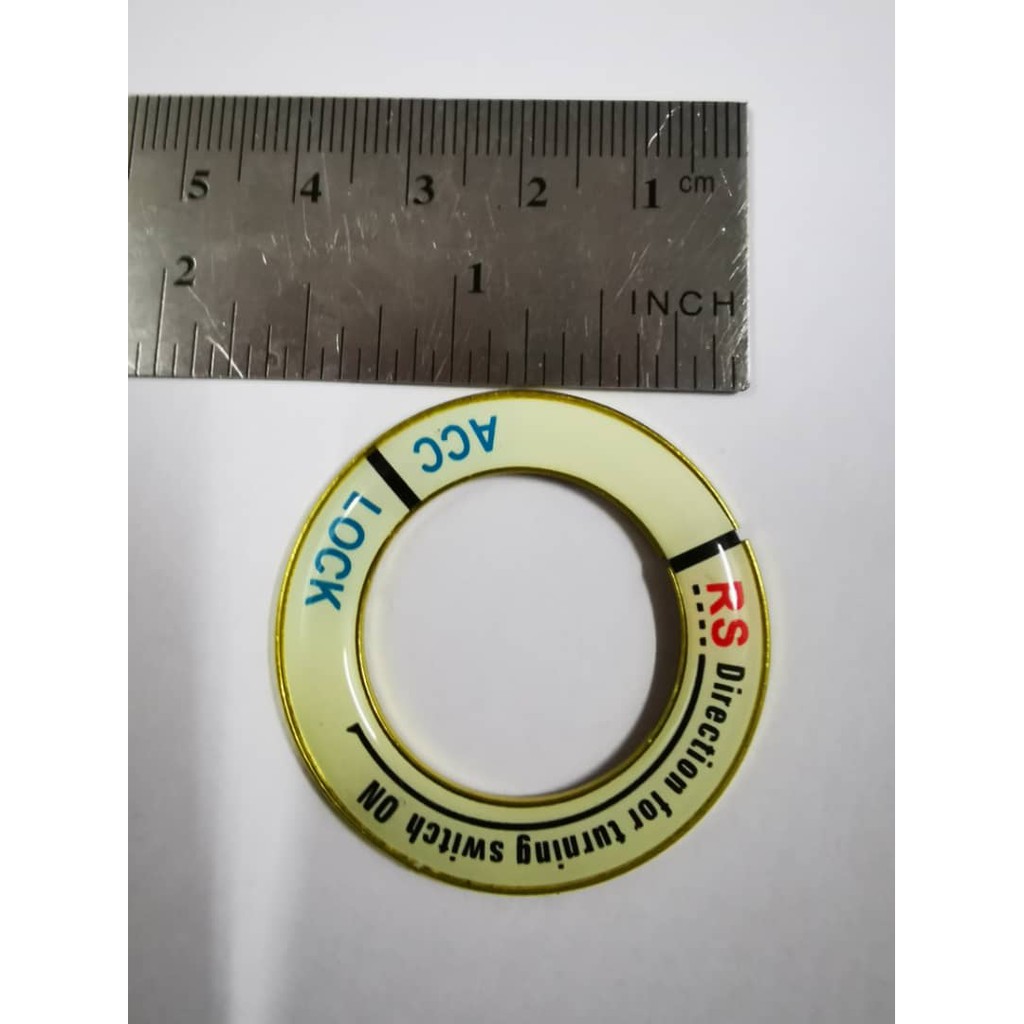 5 4 3 2 1 cm
2 1
INCH
ACC
LOCK
RS
Direction for turning switch ON